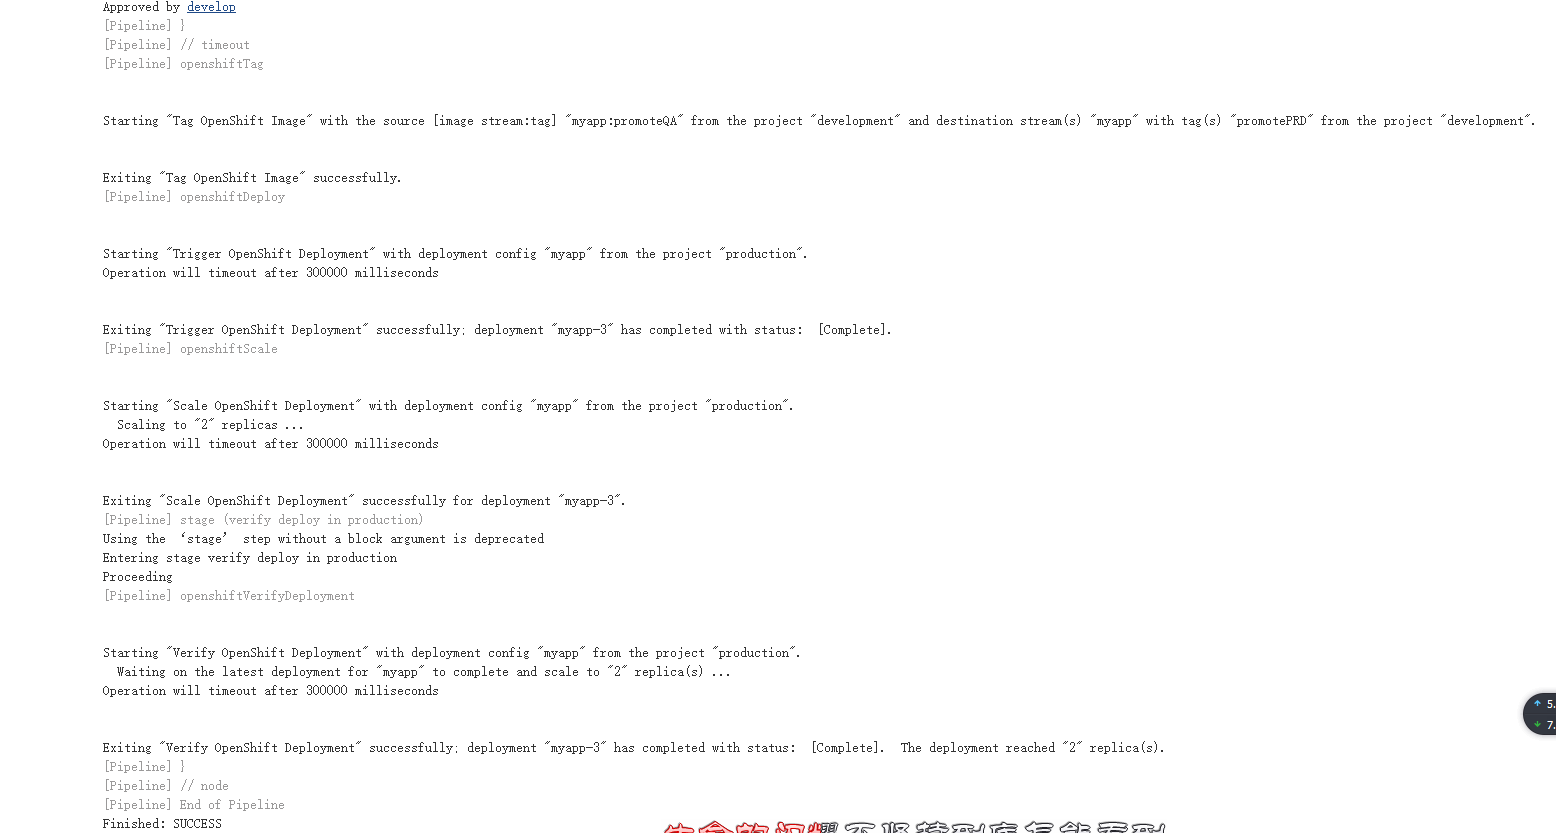 Approved by develop
[Pipeline] }
[Pipeline] // timeout
[Pipeline] openshiftTag
Starting "Tag OpenShift Image" with the source [image stream:tag] "myapp:promoteQA" from the project "development" and destination stream(s) "myapp" with tag(s) "promotePRD" from the project "development".
Exiting "Tag OpenShift Image" successfully.
[Pipeline] openshiftDeploy
Starting "Trigger OpenShift Deployment" with deployment config "myapp" from the project "production".
Operation will timeout after 300000 milliseconds
Exiting "Trigger OpenShift Deployment" successfully; deployment "myapp-3" has completed with status:  [Complete].
[Pipeline] openshiftScale
Starting "Scale OpenShift Deployment" with deployment config "myapp" from the project "production".
  Scaling to "2" replicas ...
Operation will timeout after 300000 milliseconds
Exiting "Scale OpenShift Deployment" successfully for deployment "myapp-3".
[Pipeline] stage (verify deploy in production)
Using the ‘stage’ step without a block argument is deprecated
Entering stage verify deploy in production
Proceeding
[Pipeline] openshiftVerifyDeployment
Starting "Verify OpenShift Deployment" with deployment config "myapp" from the project "production".
  Waiting on the latest deployment for "myapp" to complete and scale to "2" replica(s) ...
Operation will timeout after 300000 milliseconds
↑ 5.
↓ 7.
Exiting "Verify OpenShift Deployment" successfully; deployment "myapp-3" has completed with status:  [Complete].  The deployment reached "2" replica(s).
[Pipeline] }
[Pipeline] // node
[Pipeline] End of Pipeline
Finished: SUCCESS